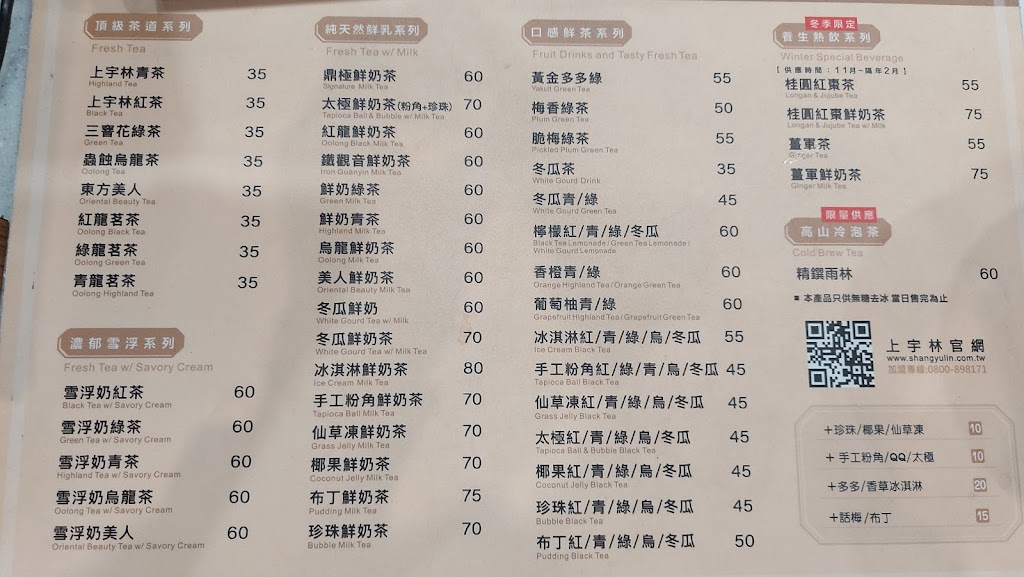 頂級茶道系列
Fresh Tea
上宇林青茶 35
Highland Tea
上宇林紅茶 35
Black Tea
三窨花綠茶 35
Green Tea
蟲蝕烏龍茶 35
Oolong Tea
東方美人 35
Oriental Beauty Tea
紅龍茗茶 35
Oolong Black Tea
綠龍茗茶 35
Oolong Green Tea
青龍茗茶 35
Oolong Highland Tea
濃郁雪浮系列
Fresh Tea w/ Savory Cream
雪浮奶紅茶 60
Black Tea w/ Savory Cream
雪浮奶綠茶 60
Green Tea w/ Savory Cream
雪浮奶青茶 60
Highland Tea w/ Savory Cream
雪浮奶烏龍茶 60
Oolong Tea w/ Savory Cream
雪浮奶美人 60
Oriental Beauty Tea w/ Savory Cream
純天然鮮乳系列
Fresh Tea w/ Milk
鼎極鮮奶茶 60
Signature Milk Tea
太極鮮奶茶(粉角+珍珠) 70
Tapioca Ball & Bubble w/ Milk Tea
紅龍鮮奶茶 60
Oolong Black Milk Tea
鐵觀音鮮奶茶 60
Iron Guanyin Milk Tea
鮮奶綠茶 60
Green Milk Tea
鮮奶青茶 60
Highland Milk Tea
烏龍鮮奶茶 60
Oolong Milk Tea
美人鮮奶茶 60
Oriental Beauty Milk Tea
冬瓜鮮奶 60
White Gourd Tea w/ Milk
冬瓜鮮奶茶 70
White Gourd Tea w/ Milk Tea
冰淇淋鮮奶茶 80
Ice Cream Milk Tea
手工粉角鮮奶茶 70
Tapioca Ball Milk Tea
仙草凍鮮奶茶 70
Grass Jelly Milk Tea
椰果鮮奶茶 70
Coconut Jelly Milk Tea
布丁鮮奶茶 75
Pudding Milk Tea
珍珠鮮奶茶 70
Bubble Milk Tea
口感鮮茶系列
Fruit Drinks and Tasty Fresh Tea
黃金多多綠 55
Yakult Green Tea
梅香綠茶 50
Plum Green Tea
脆梅綠茶 55
Pickled Plum Green Tea
冬瓜茶 35
White Gourd Drink
冬瓜青/綠 45
White Gourd Green Tea
檸檬紅/青/綠/冬瓜 60
Black Tea Lemonade / Green Tea Lemonade /
White Gourd Lemonade
香橙青/綠 60
Orange Highland Tea / Orange Green Tea
葡萄柚青/綠 60
Grapefruit Highland Tea / Grapefruit Green Tea
冰淇淋紅/青/綠/烏/冬瓜 55
Ice Cream Black Tea
手工粉角紅/綠/青/烏/冬瓜 45
Tapioca Ball Black Tea
仙草凍紅/青/綠/烏/冬瓜 45
Grass Jelly Black Tea
太極紅/青/綠/烏/冬瓜 45
Tapioca Ball & Bubble Black Tea
椰果紅/青/綠/烏/冬瓜 45
Coconut Jelly Black Tea
珍珠紅/青/綠/烏/冬瓜 45
Bubble Black Tea
布丁紅/青/綠/烏/冬瓜 50
Pudding Black Tea
冬季限定
養生熱飲系列
Winter Special Beverage
【 供應時間：11月~隔年2月 】
桂圓紅棗茶 55
Longan & Jujube Tea
桂圓紅棗鮮奶茶 75
Longan & Jujube Tea w/ Milk
薑軍茶 55
Ginger Tea
薑軍鮮奶茶 75
Ginger Milk Tea
限量供應
高山冷泡茶
Cold Brew Tea
精饌雨林 60
■ 本產品只供無糖去冰 當日售完為止
上宇林官網
www.shangyulin.com.tw
加盟專線:0800-898171
+珍珠/椰果/仙草凍 10
+手工粉角/QQ/太極 10
+多多/香草冰淇淋 20
+話梅/布丁 15